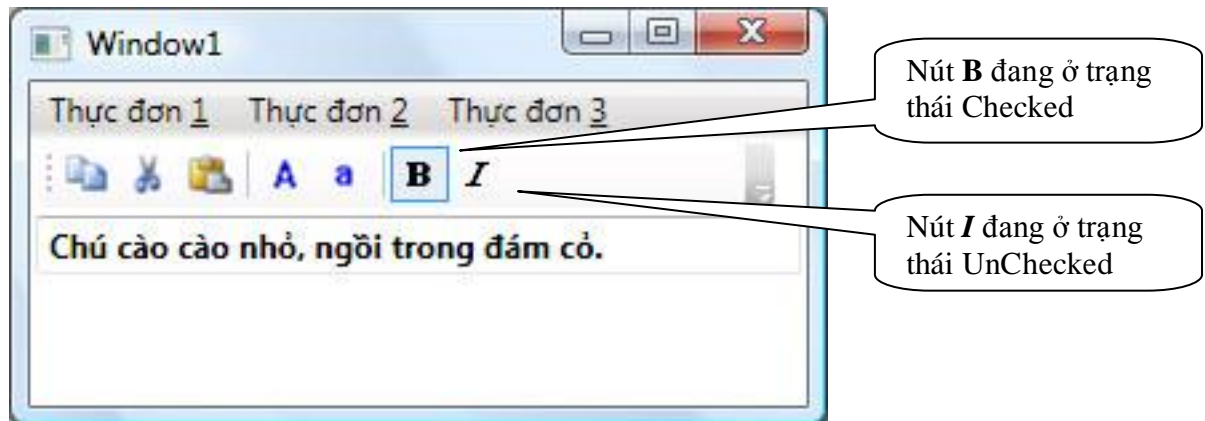 Window1
Thực đơn 1 Thực đơn 2 Thực đơn 3
A a B I
Chú cào cào nhỏ, ngồi trong đám cỏ.
Nút B đang ở trạng
thái Checked
Nút I đang ở trạng
thái UnChecked